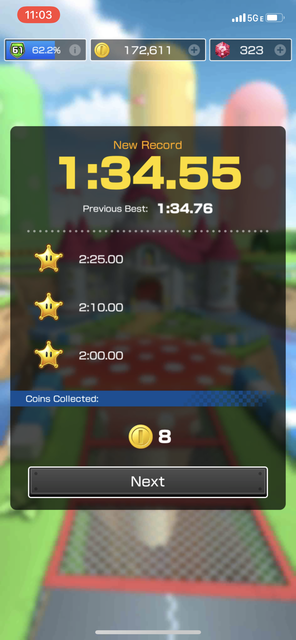 11:03
5G E
61 62.2% i 172,611 + 323 +
New Record
1:34.55
Previous Best: 1:34.76
2:25.00
2:10.00
2:00.00
Coins Collected:
8
Next